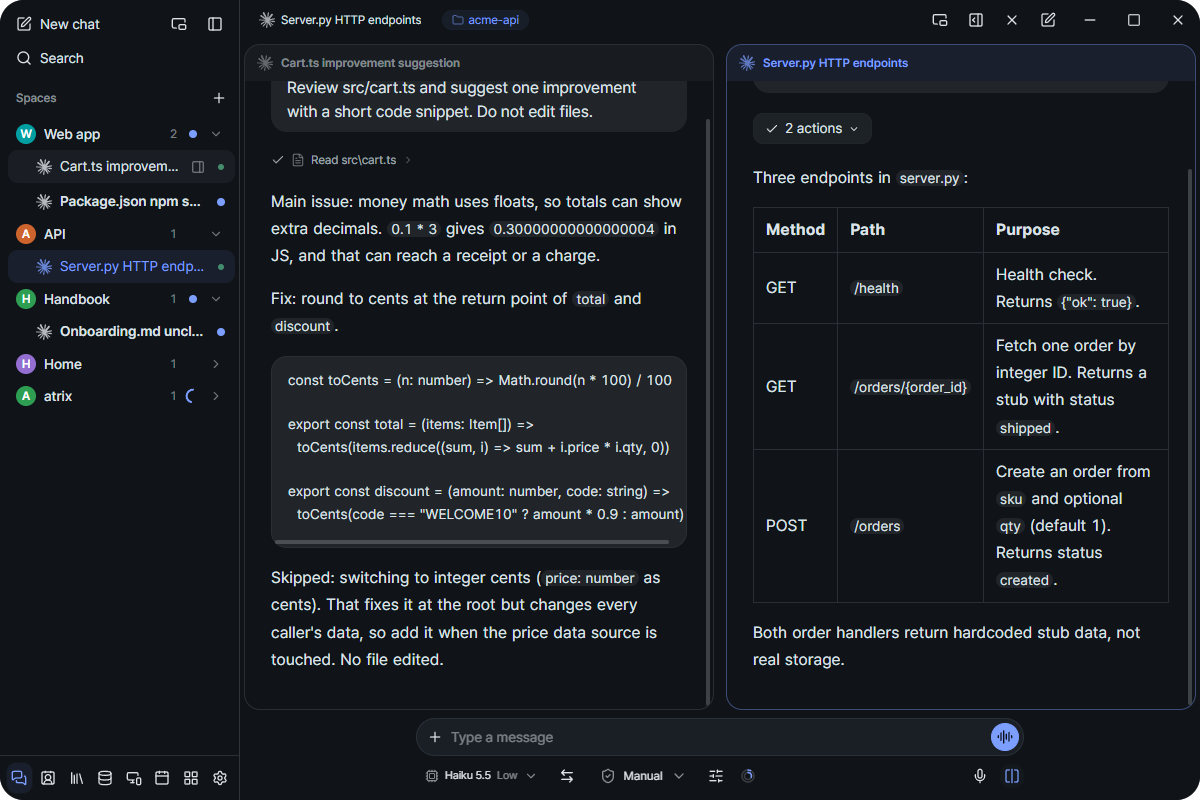 New chat
Search
Spaces
W Web app 2
Cart.ts improvem...
Package.json npm s...
A API 1
Server.py HTTP endp...
H Handbook 1
Onboarding.md uncl...
H Home 1
A atrix 1
Server.py HTTP endpoints acme-api
Cart.ts improvement suggestion
Review src/cart.ts and suggest one improvement
with a short code snippet. Do not edit files.
Read src\cart.ts
Main issue: money math uses floats, so totals can show
extra decimals. 0.1 * 3 gives 0.30000000000000004 in
JS, and that can reach a receipt or a charge.
Fix: round to cents at the return point of total and
discount.
const toCents = (n: number) => Math.round(n * 100) / 100
export const total = (items: Item[]) =>
toCents(items.reduce((sum, i) => sum + i.price * i.qty, 0))
export const discount = (amount: number, code: string) =>
toCents(code === "WELCOME10" ? amount * 0.9 : amount)
Skipped: switching to integer cents (price: number as
cents). That fixes it at the root but changes every
caller's data, so add it when the price data source is
touched. No file edited.
Server.py HTTP endpoints
2 actions
Three endpoints in server.py:
Method Path Purpose
GET /health Health check.
Returns {"ok": true}.
GET /orders/{order_id} Fetch one order by
integer ID. Returns a
stub with status
shipped.
POST /orders Create an order from
sku and optional
qty (default 1).
Returns status
created.
Both order handlers return hardcoded stub data, not
real storage.
Type a message
Haiku 5.5 Low Manual